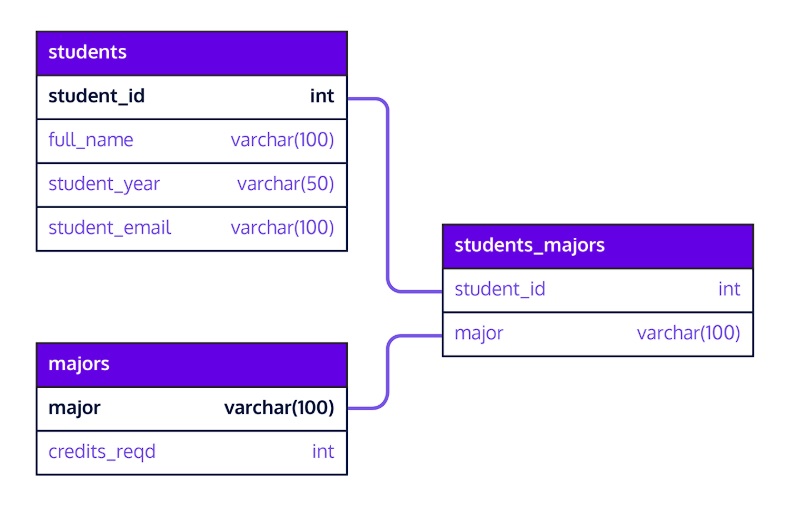 students
student_id int
full_name varchar(100)
student_year varchar(50)
student_email varchar(100)
students_majors
student_id int
major varchar(100)
majors
major varchar(100)
credits_reqd int